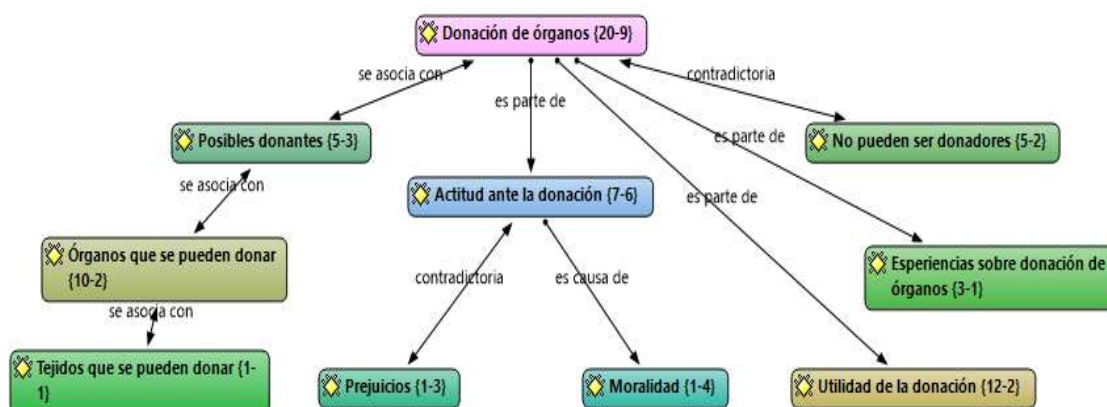 Donación de órganos {20-9}
se asocia con
contradictoria
es parte de
Posibles donantes {5-3}
No pueden ser donadores {5-2}
es parte de
se asocia con
Actitud ante la donación {7-6}
es parte de
Órganos que se pueden donar
{10-2}
Esperiencias sobre donación de
órganos {3-1}
contradictoria
es causa de
se asocia con
Tejidos que se pueden donar {1-
1}
Prejuicios {1-3}
Moralidad {1-4}
Utilidad de la donación {12-2}